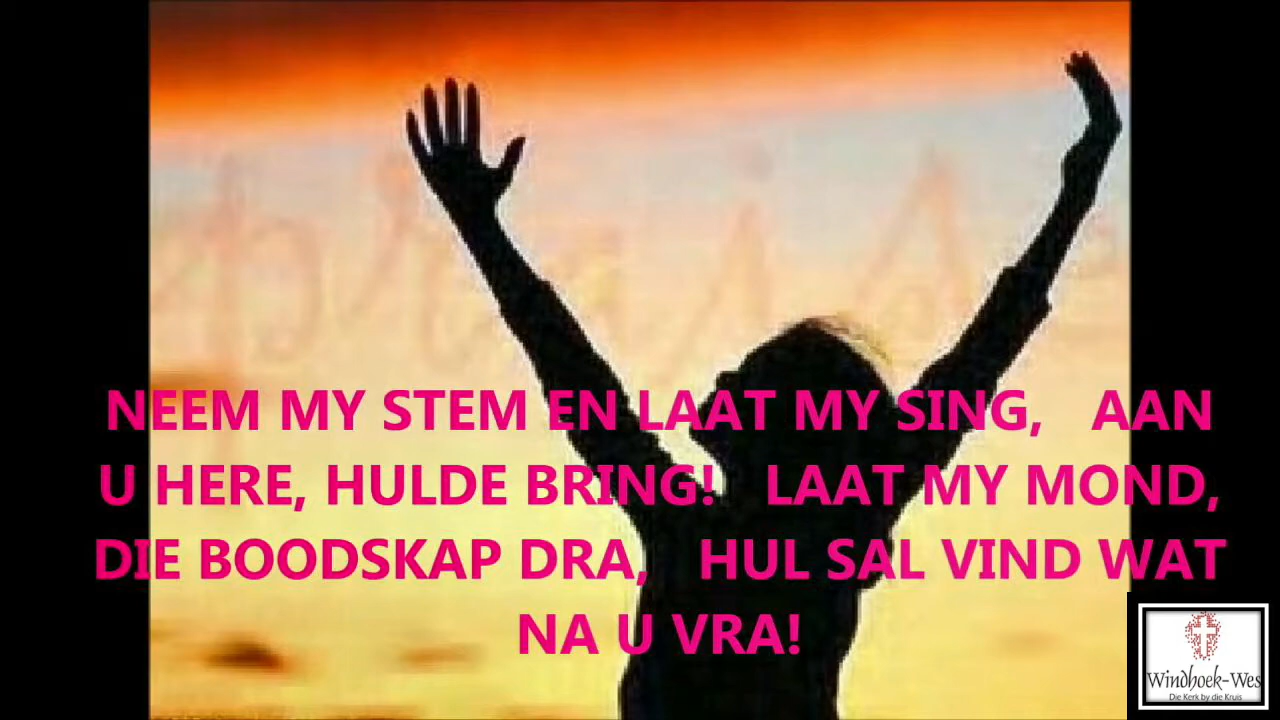 praise
NEEM MY STEM EN LAAT MY SING, AAN
U HERE, HULDE BRING! LAAT MY MOND,
DIE BOODSKAP DRA, HUL SAL VIND WAT
NA U VRA!
Windhoek-Wes
Die Kerk by die Kruis